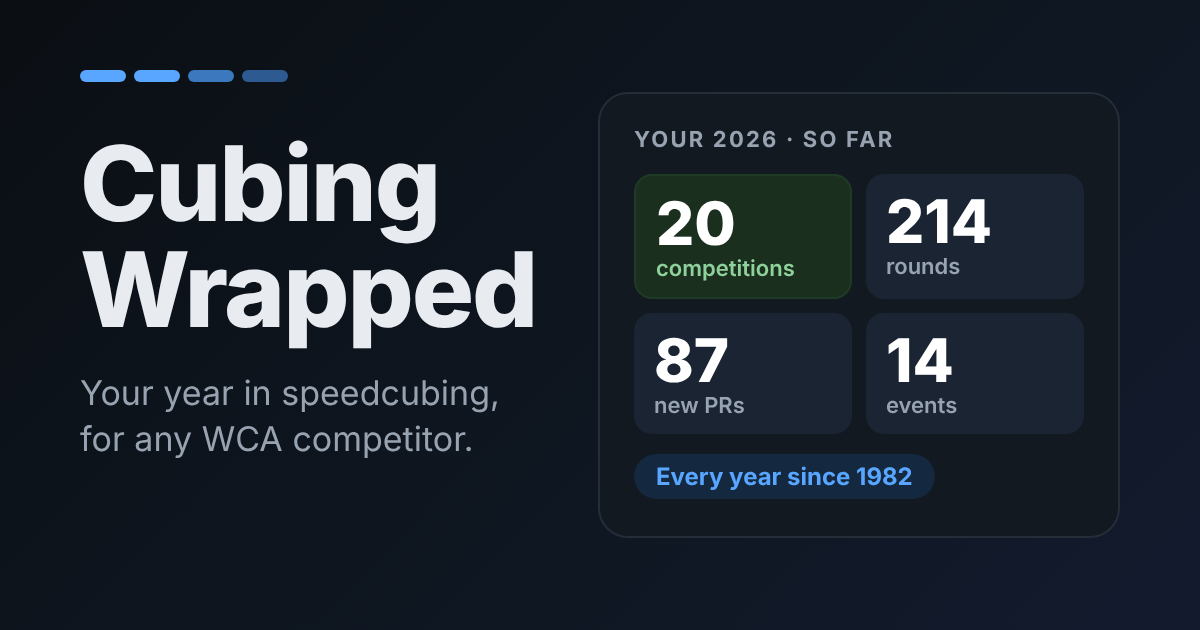 Cubing
Wrapped
Your year in speedcubing,
for any WCA competitor.
YOUR 2026 · SO FAR
20
competitions
214
rounds
87
new PRs
14
events
Every year since 1982